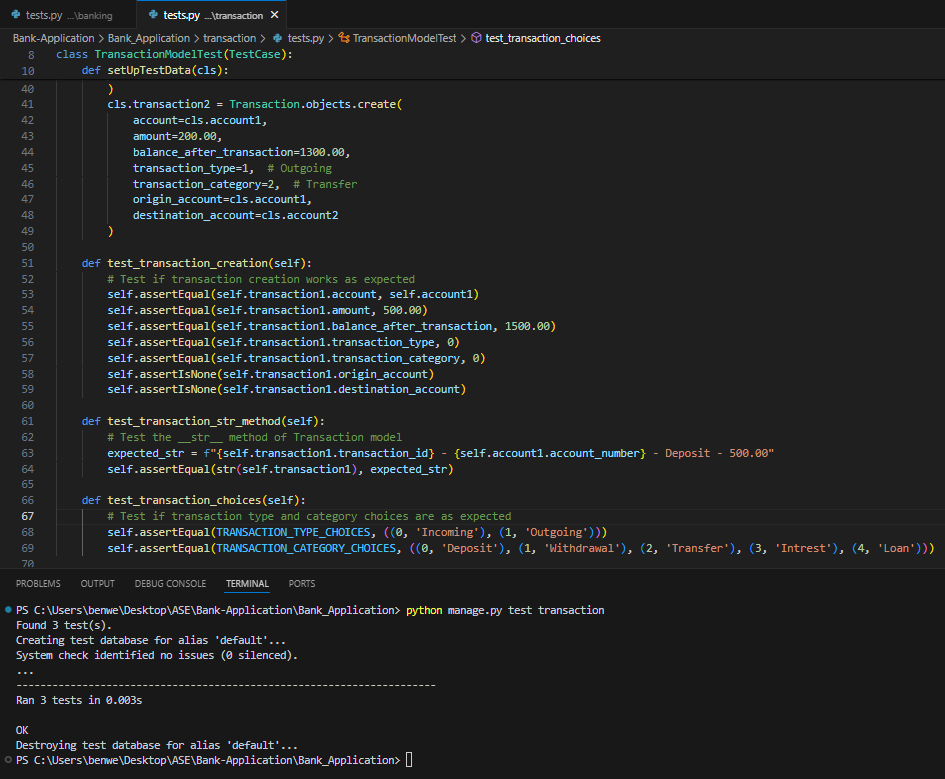 tests.py ...\banking
tests.py ...\transaction ×
Bank-Application > Bank_Application > transaction > tests.py > TransactionModelTest > test_transaction_choices
8 class TransactionModelTest(TestCase):
10 def setUpTestData(cls):
40 )
41 cls.transaction2 = Transaction.objects.create(
42 account=cls.account1,
43 amount=200.00,
44 balance_after_transaction=1300.00,
45 transaction_type=1,  # Outgoing
46 transaction_category=2,  # Transfer
47 origin_account=cls.account1,
48 destination_account=cls.account2
49 )
50
51 def test_transaction_creation(self):
52 # Test if transaction creation works as expected
53 self.assertEqual(self.transaction1.account, self.account1)
54 self.assertEqual(self.transaction1.amount, 500.00)
55 self.assertEqual(self.transaction1.balance_after_transaction, 1500.00)
56 self.assertEqual(self.transaction1.transaction_type, 0)
57 self.assertEqual(self.transaction1.transaction_category, 0)
58 self.assertIsNone(self.transaction1.origin_account)
59 self.assertIsNone(self.transaction1.destination_account)
60
61 def test_transaction_str_method(self):
62 # Test the __str__ method of Transaction model
63 expected_str = f"{self.transaction1.transaction_id} - {self.account1.account_number} - Deposit - 500.00"
64 self.assertEqual(str(self.transaction1), expected_str)
65
66 def test_transaction_choices(self):
67 # Test if transaction type and category choices are as expected
68 self.assertEqual(TRANSACTION_TYPE_CHOICES, ((0, 'Incoming'), (1, 'Outgoing')))
69 self.assertEqual(TRANSACTION_CATEGORY_CHOICES, ((0, 'Deposit'), (1, 'Withdrawal'), (2, 'Transfer'), (3, 'Intrest'), (4, 'Loan')))
70
PROBLEMS OUTPUT DEBUG CONSOLE TERMINAL PORTS
PS C:\Users\benwe\Desktop\ASE\Bank-Application\Bank_Application> python manage.py test transaction
Found 3 test(s).
Creating test database for alias 'default'...
System check identified no issues (0 silenced).
...
----------------------------------------------------------------------
Ran 3 tests in 0.003s
OK
Destroying test database for alias 'default'...
PS C:\Users\benwe\Desktop\ASE\Bank-Application\Bank_Application>